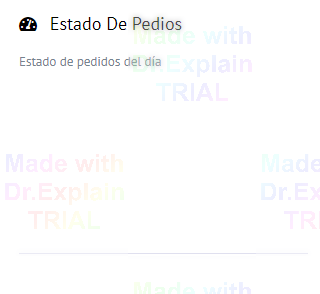 Estado De Pedios
Made with
Dr.Explain
TRIAL
Estado de pedidos del día
Made with
Dr.Explain
TRIAL
Made
Dr.Ex
TRI
Made with